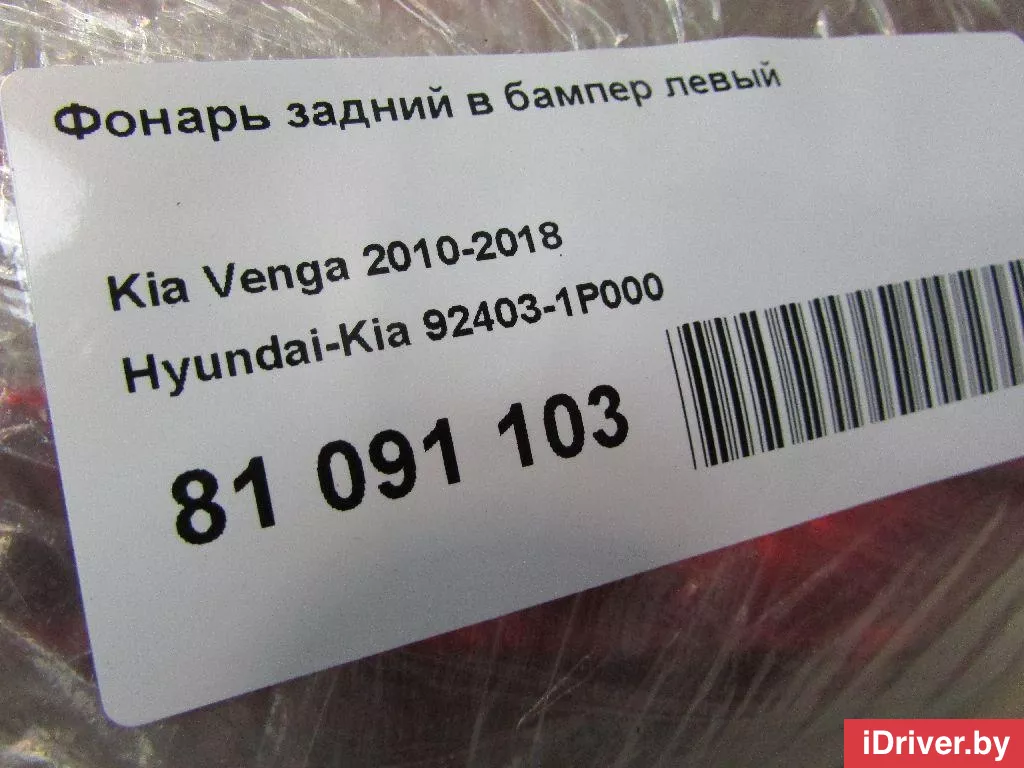 Фонарь задний в бампер левый
Kia Venga 2010-2018
Hyundai-Kia 92403-1P000
81 091 103
iDriver.by